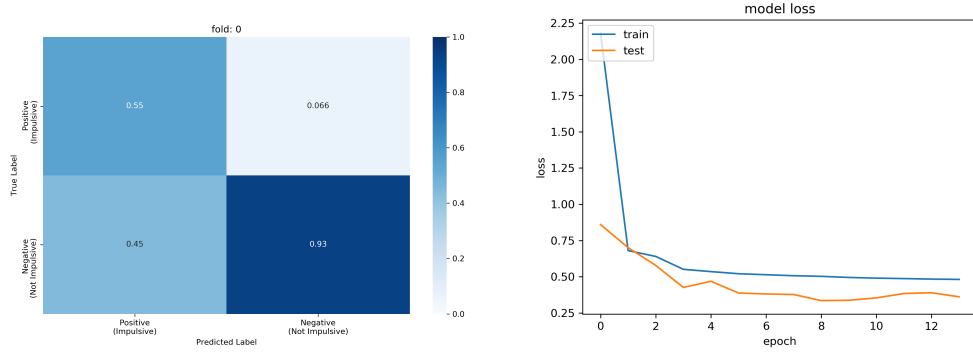 fold: 0
True Label
Positive
(Impulsive)
Negative
(Not Impulsive)
0.55
0.066
0.45
0.93
Positive
(Impulsive)
Negative
(Not Impulsive)
Predicted Label
1.0
0.8
0.6
0.4
0.2
0.0
model loss
train
test
loss
2.25
2.00
1.75
1.50
1.25
1.00
0.75
0.50
0.25
0 2 4 6 8 10 12
epoch